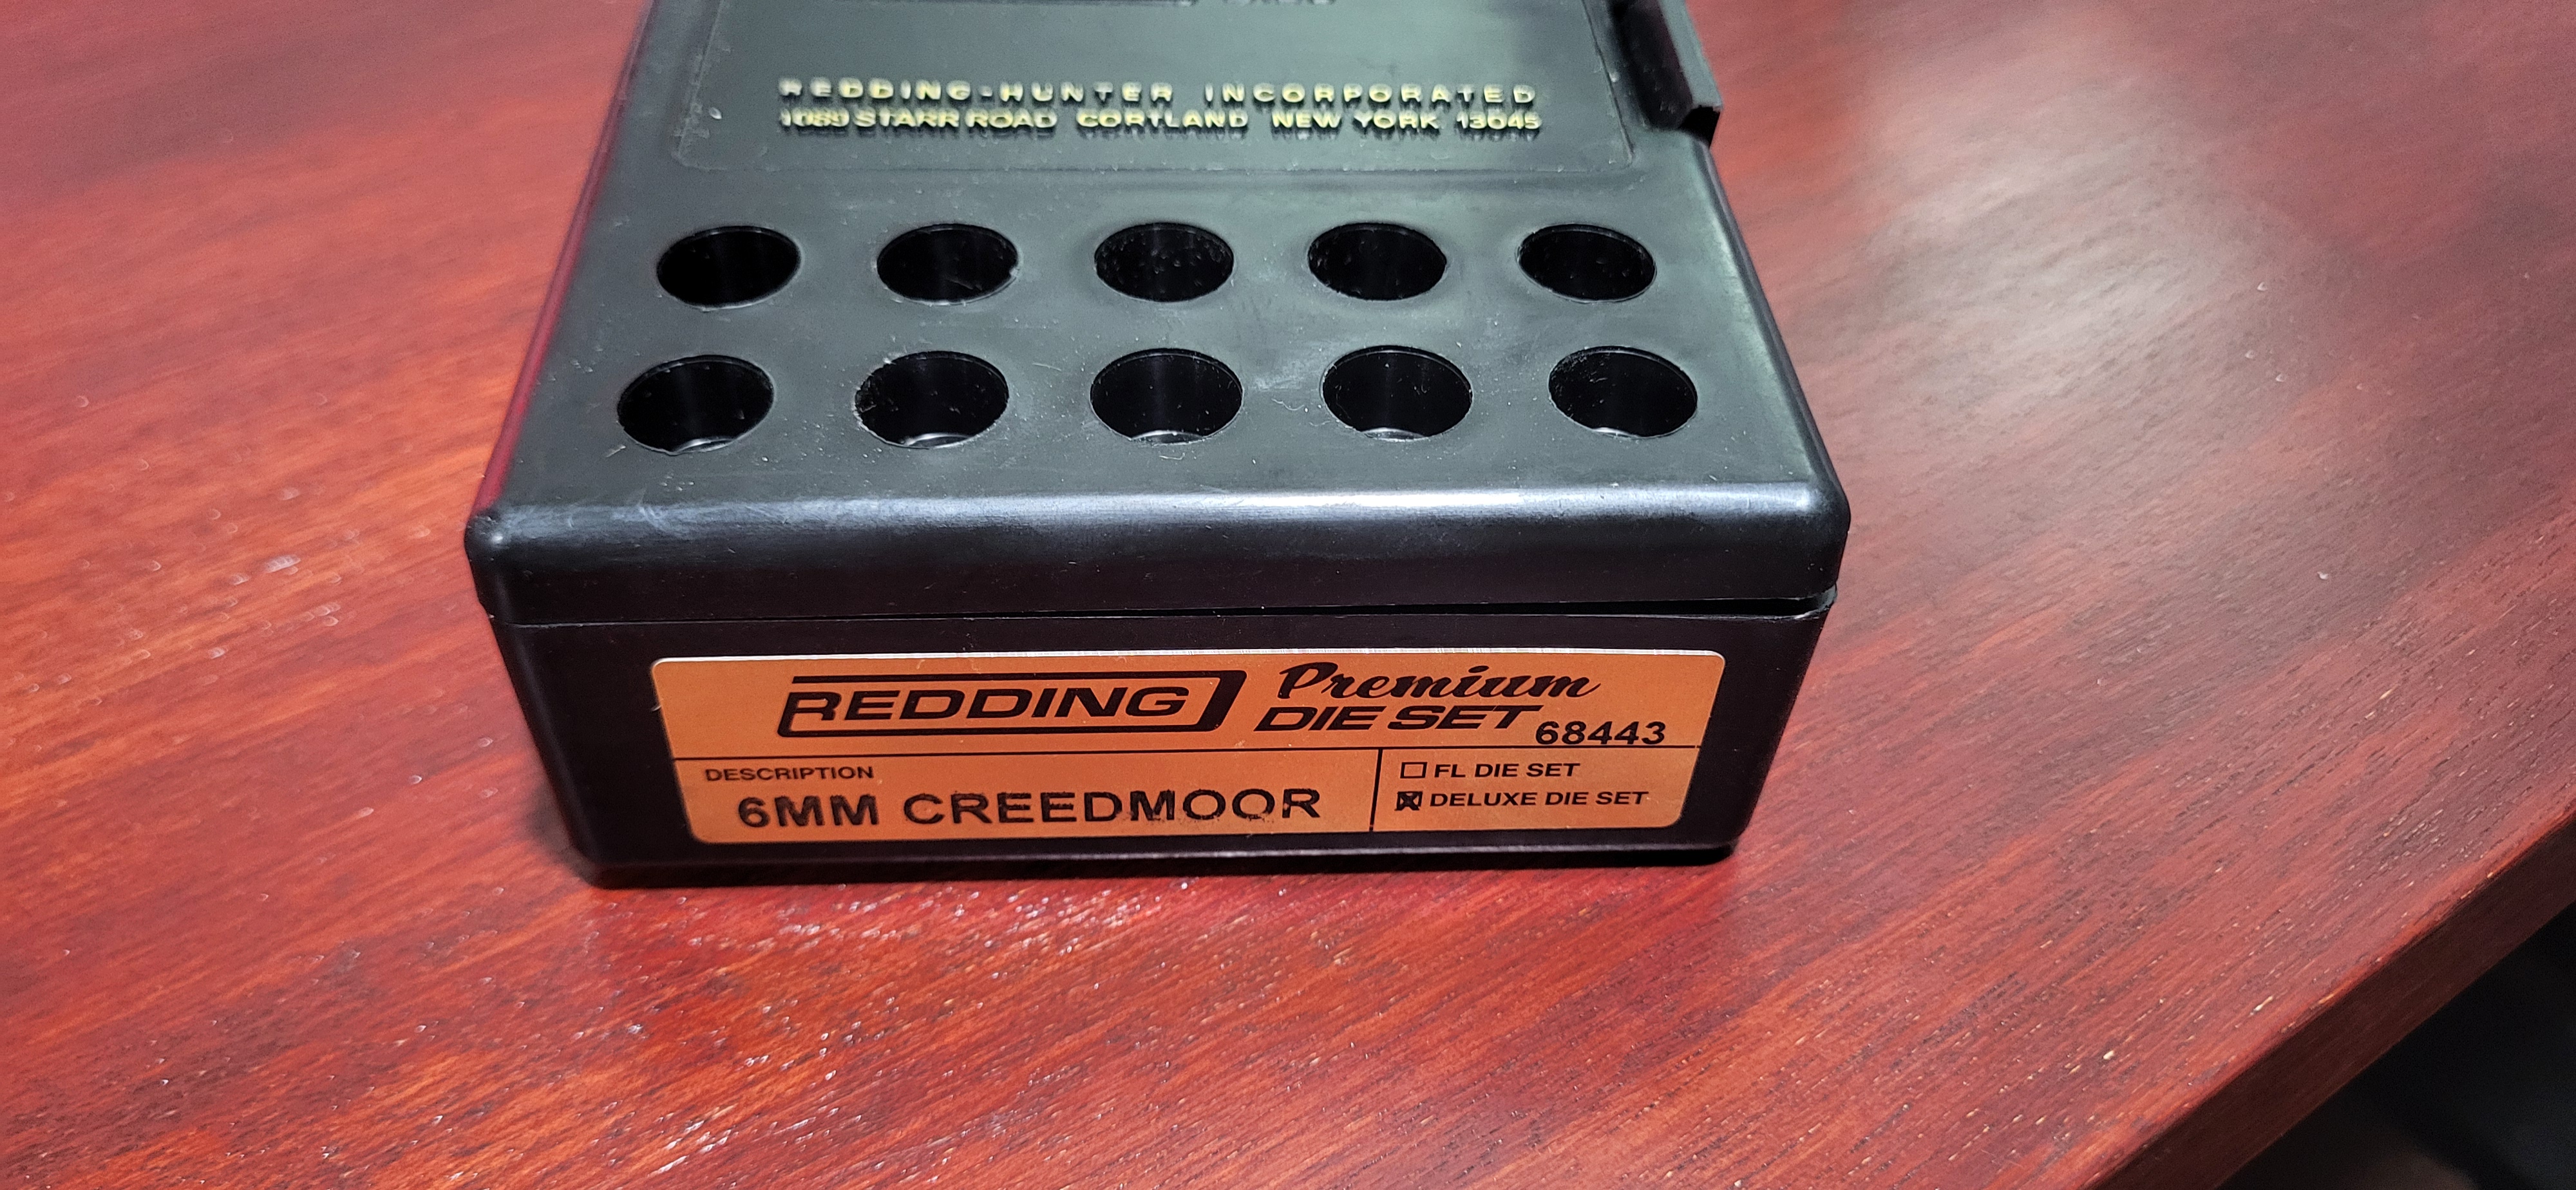 REDDING-HUNTER INCORPORATED
1089 STARR ROAD CORTLAND NEW YORK 13045
REDDING Premium
DIE SET 68443
DESCRIPTION
6MM CREEDMOOR
FL DIE SET
DELUXE DIE SET